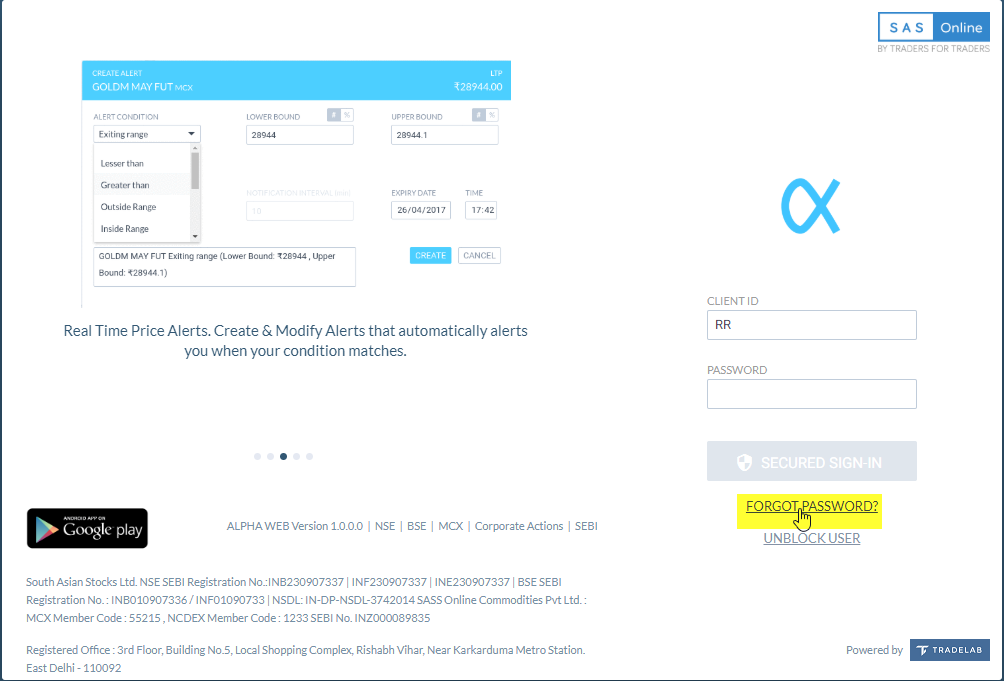 SAS Online
BY TRADERS FOR TRADERS
CREATE ALERT LTP
GOLDM MAY FUT MCX ₹28944.00
ALERT CONDITION LOWER BOUND # % UPPER BOUND # %
Exiting range 28944 28944.1
Lesser than
Greater than
Outside Range
Inside Range
NOTIFICATION INTERVAL (min) EXPIRY DATE TIME
10 26/04/2017 17:42
GOLDM MAY FUT Exiting range (Lower Bound: ₹28944 , Upper
Bound: ₹28944.1)
CREATE CANCEL
Real Time Price Alerts. Create & Modify Alerts that automatically alerts
you when your condition matches.
α
CLIENT ID
RR
PASSWORD
SECURED SIGN-IN
FORGOT PASSWORD?
UNBLOCK USER
ANDROID APP ON
Google play
ALPHA WEB Version 1.0.0.0 | NSE | BSE | MCX | Corporate Actions | SEBI
South Asian Stocks Ltd. NSE SEBI Registration No.:INB230907337 | INF230907337 | INE230907337 | BSE SEBI
Registration No. : INB010907336 / INF01090733 | NSDL: IN-DP-NSDL-3742014 SASS Online Commodities Pvt Ltd. :
MCX Member Code : 55215 , NCDEX Member Code : 1233 SEBI No. INZ000089835
Registered Office : 3rd Floor, Building No.5, Local Shopping Complex, Rishabh Vihar, Near Karkarduma Metro Station.
East Delhi - 110092
Powered by TRADELAB